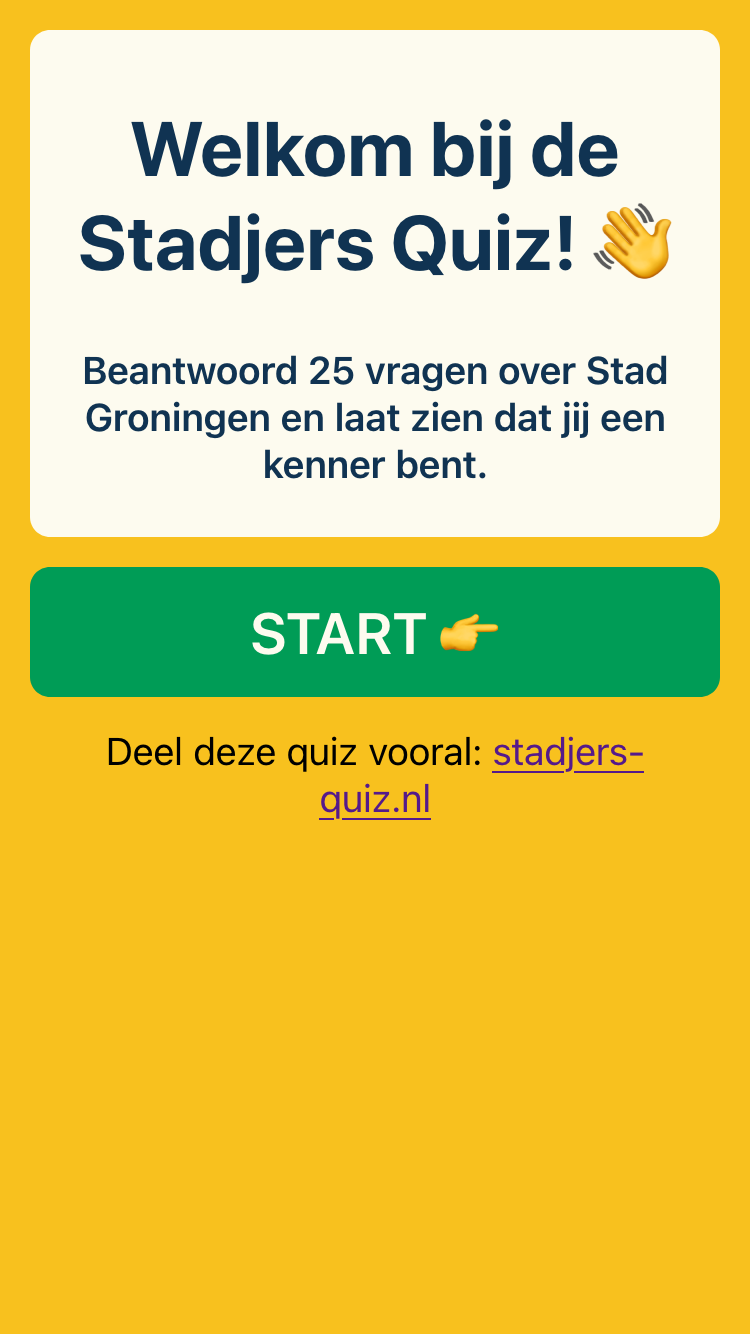 Welkom bij de
Stadjers Quiz! 👋
Beantwoord 25 vragen over Stad
Groningen en laat zien dat jij een
kenner bent.
START 👉
Deel deze quiz vooral: stadjers-
quiz.nl